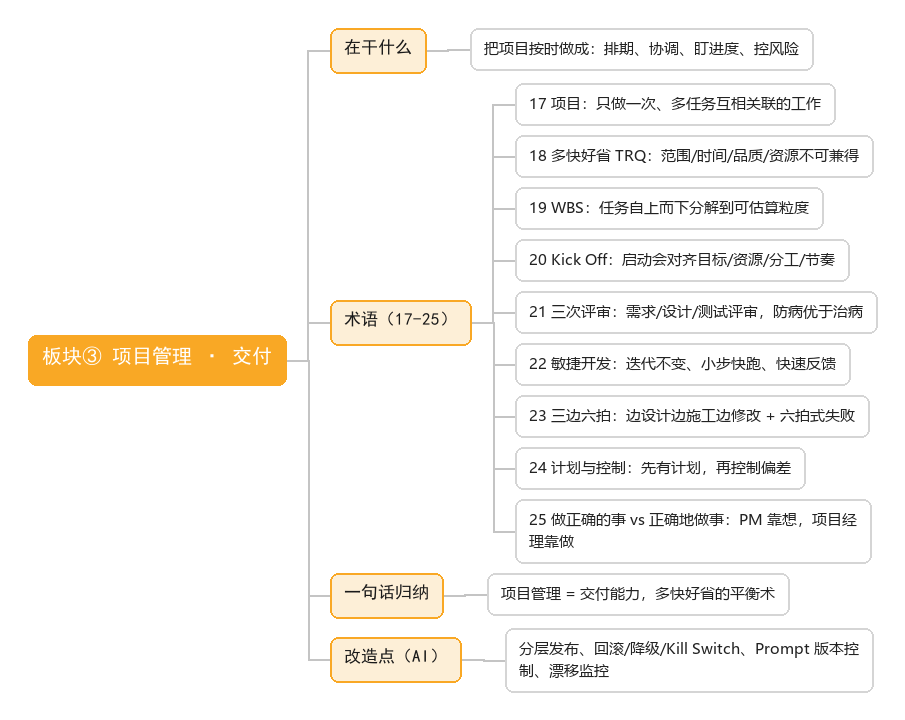 板块③ 项目管理 · 交付
在干什么
把项目按时做成：排期、协调、盯进度、控风险
术语（17-25）
17 项目：只做一次、多任务互相关联的工作
18 多快好省 TRQ：范围/时间/品质/资源不可兼得
19 WBS：任务自上而下分解到可估算粒度
20 Kick Off：启动会对齐目标/资源/分工/节奏
21 三次评审：需求/设计/测试评审，防病优于治病
22 敏捷开发：迭代不变、小步快跑、快速反馈
23 三边六拍：边设计边施工边修改 + 六拍式失败
24 计划与控制：先有计划，再控制偏差
25 做正确的事 vs 正确地做事：PM 靠想，项目经
理靠做
一句话归纳
项目管理 = 交付能力，多快好省的平衡术
改造点（AI）
分层发布、回滚/降级/Kill Switch、Prompt 版本控
制、漂移监控